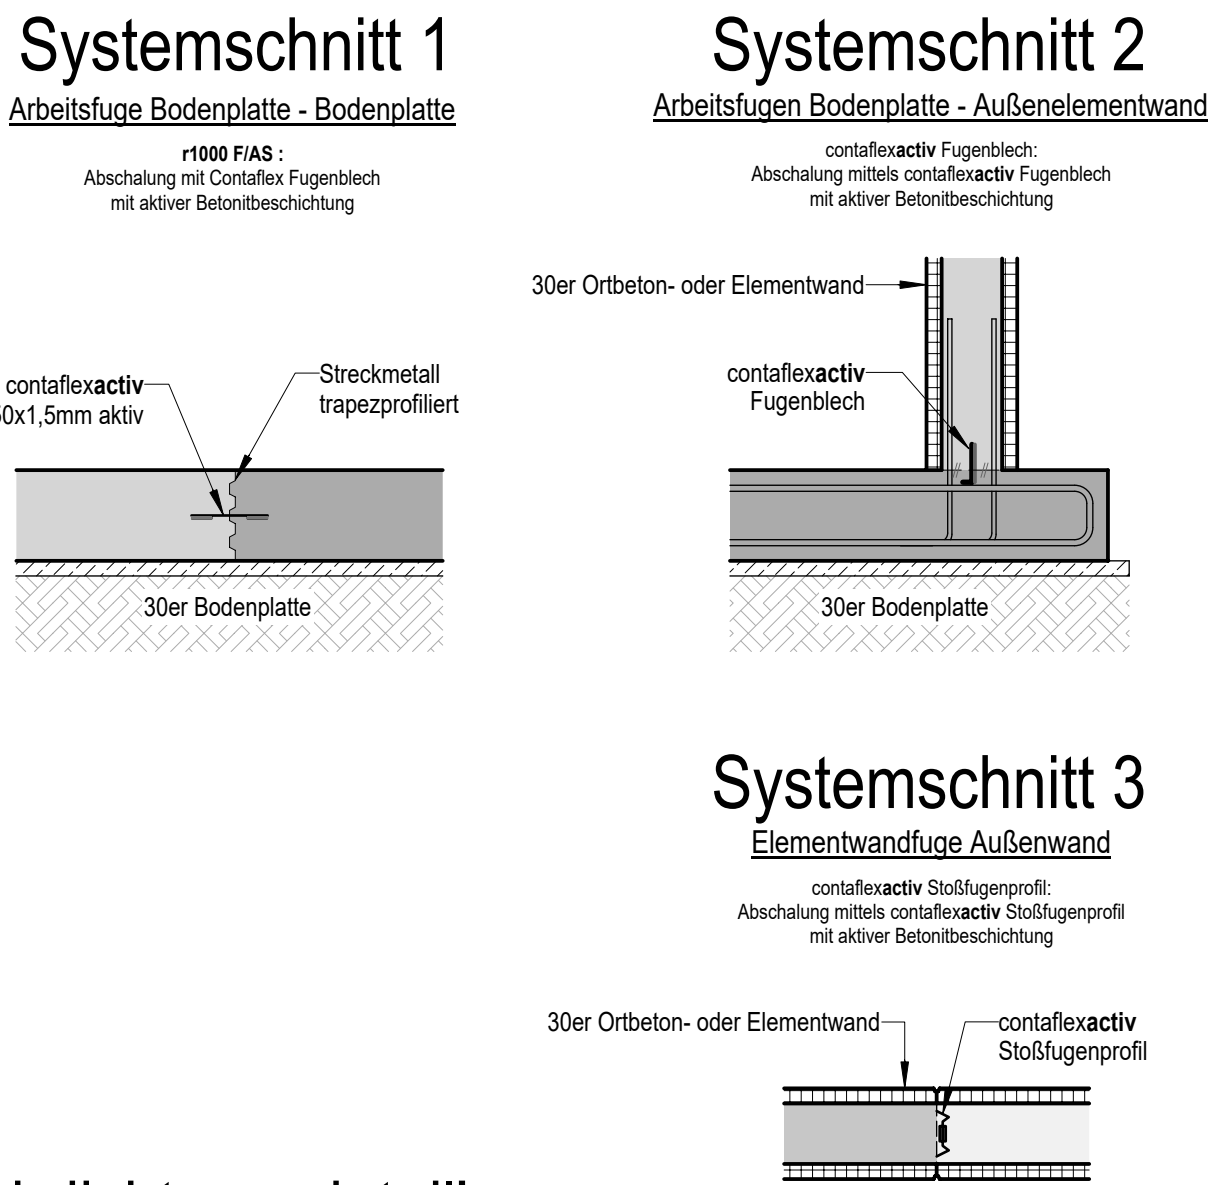 Systemschnitt 1
Arbeitsfuge Bodenplatte - Bodenplatte
r1000 F/AS :
Abschalung mit Contaflex Fugenblech
mit aktiver Betonitbeschichtung
contaflexactiv
0x1,5mm aktiv
Streckmetall
trapezprofiliert
30er Bodenplatte
Systemschnitt 2
Arbeitsfugen Bodenplatte - Außenelementwand
contaflexactiv Fugenblech:
Abschalung mittels contaflexactiv Fugenblech
mit aktiver Betonitbeschichtung
30er Ortbeton- oder Elementwand
contaflexactiv
Fugenblech
30er Bodenplatte
Systemschnitt 3
Elementwandfuge Außenwand
contaflexactiv Stoßfugenprofil:
Abschalung mittels contaflexactiv Stoßfugenprofil
mit aktiver Betonitbeschichtung
30er Ortbeton- oder Elementwand
contaflexactiv
Stoßfugenprofil